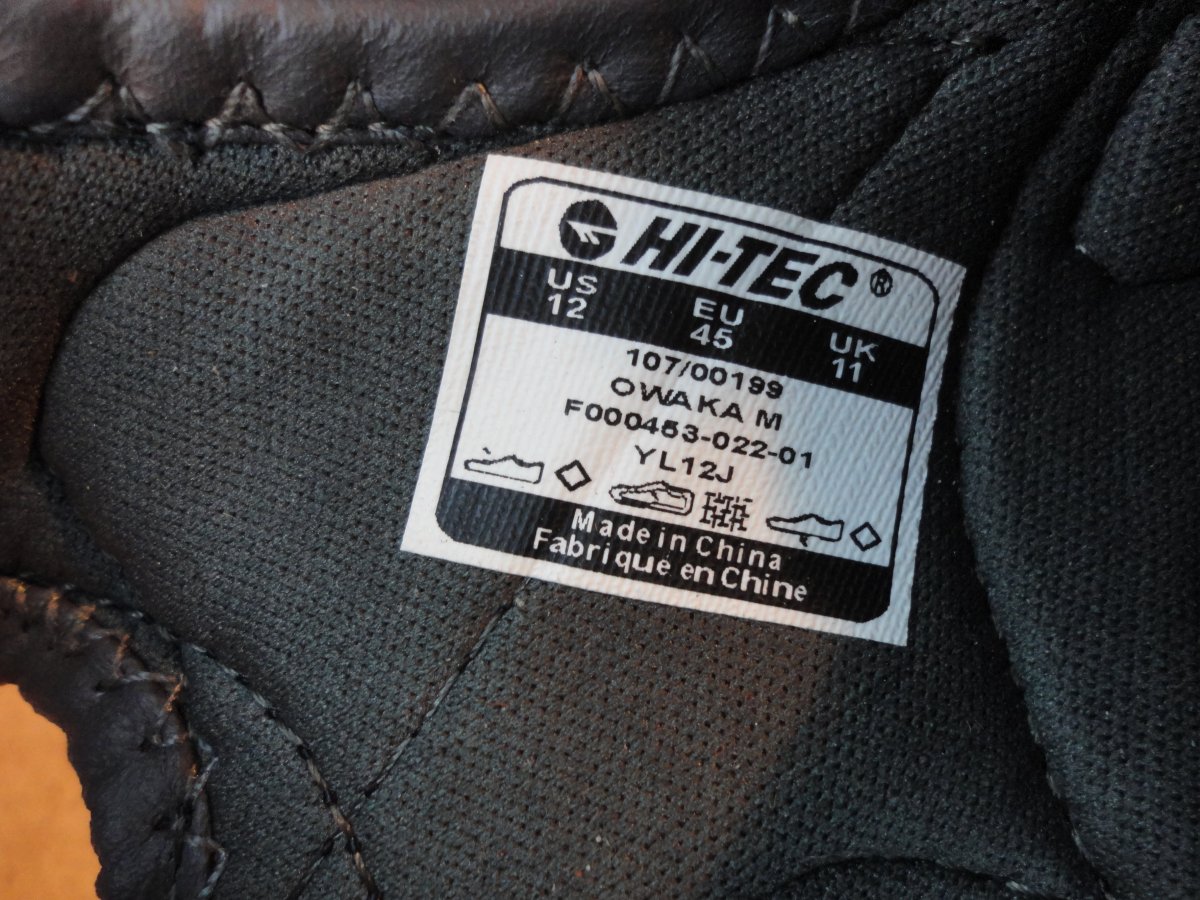 HI-TEC®
US EU UK
12 45 11
107/00199
OWAKA M
F000453-022-01
YL12J
Made in China
Fabriqué en Chine